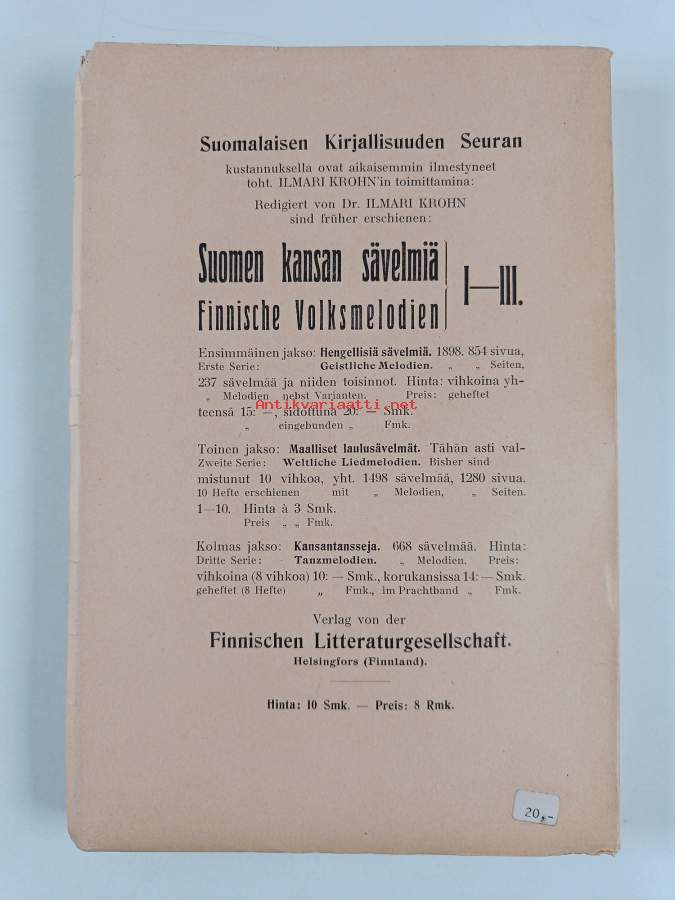 Suomalaisen Kirjallisuuden Seuran
kustannuksella ovat aikaisemmin ilmestyneet
toht. ILMARI KROHN'in toimittamina:
Redigiert von Dr. ILMARI KROHN
sind früher erschienen:
Suomen kansan sävelmiä
Finnische Volksmelodien
I—III.
Ensimmäinen jakso: Hengellisiä sävelmiä. 1898. 854 sivua,
Erste Serie: Geistliche Melodien. „ „ Seiten,
237 sävelmää ja niiden toisinnot. Hinta: vihkoina yh-
„ Melodien nebst Varianten. Preis: geheftet
Antikvariaatti.net
teensä 15: —, sidottuna 20: — Smk.
„ eingebunden „ Fmk.
Toinen jakso: Maalliset laulusävelmät. Tähän asti val-
Zweite Serie: Weltliche Liedmelodien. Bisher sind
mistunut 10 vihkoa, yht. 1498 sävelmää, 1280 sivua.
10 Hefte erschienen mit „ Melodien, „ Seiten.
1—10. Hinta à 3 Smk.
Preis „ „ Fmk.
Kolmas jakso: Kansantansseja. 668 sävelmää. Hinta:
Dritte Serie: Tanzmelodien. „ Melodien. Preis:
vihkoina (8 vihkoa) 10: — Smk., korukansissa 14: — Smk.
geheftet (8 Hefte) „ Fmk., im Prachtband „ Fmk.
Verlag von der
Finnischen Litteraturgesellschaft.
Helsingfors (Finnland).
Hinta: 10 Smk. — Preis: 8 Rmk.
20,-